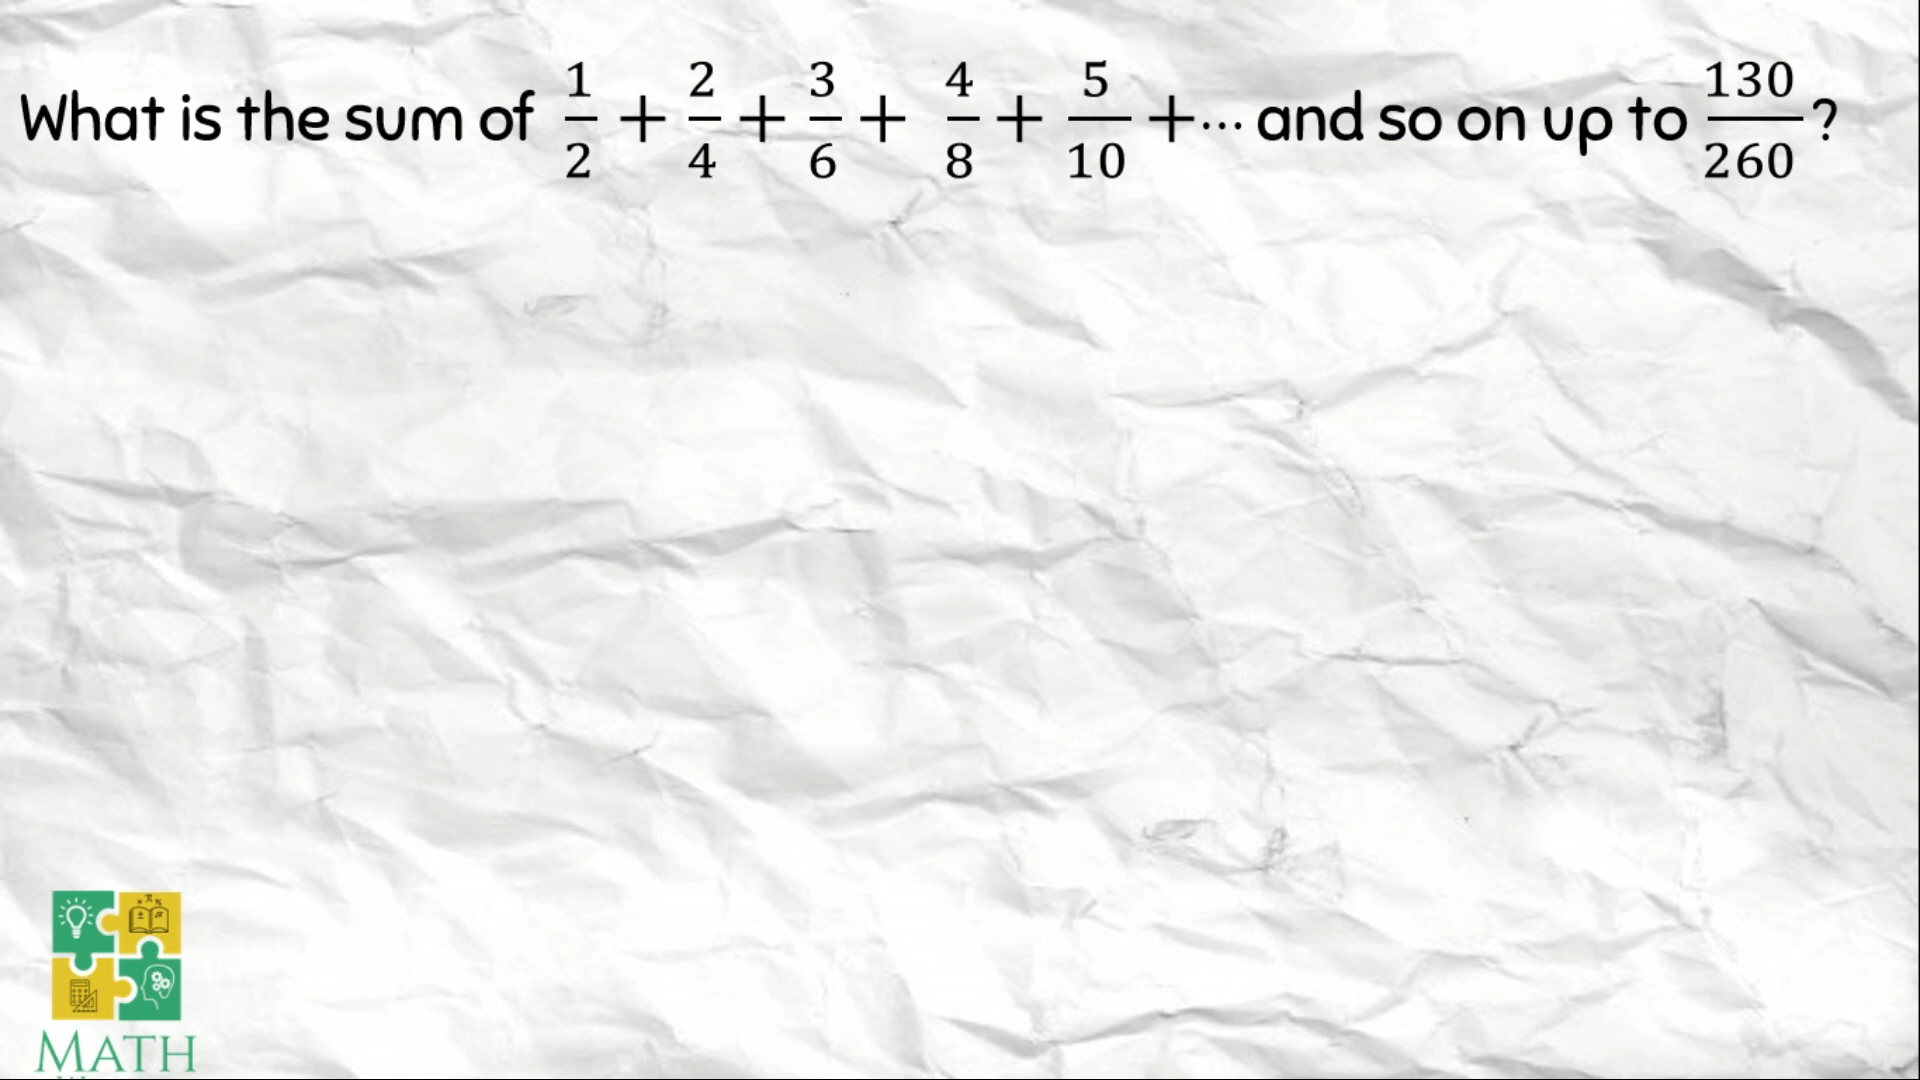 What is the sum of 1/2 + 2/4 + 3/6 + 4/8 + 5/10 +⋯ and so on up to 130/260?
MATH